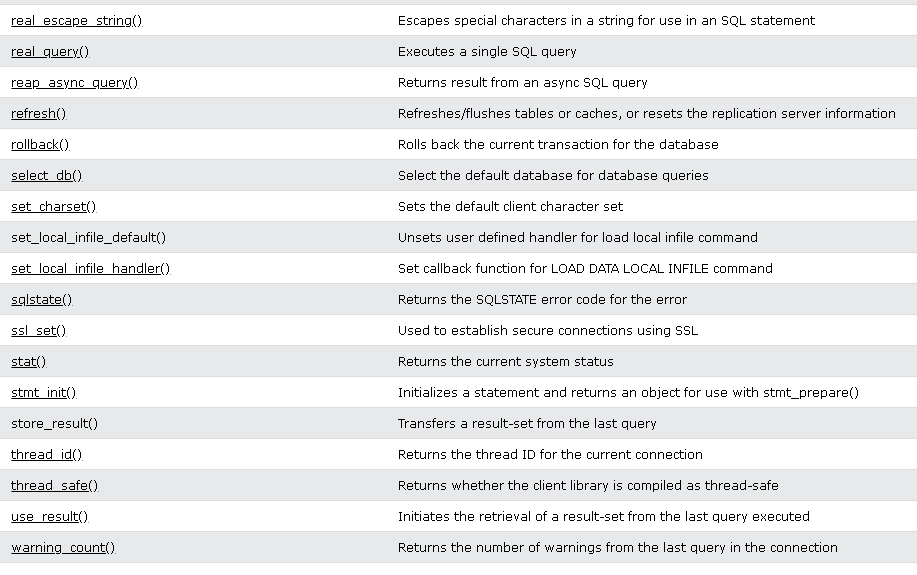 real_escape_string() Escapes special characters in a string for use in an SQL statement
real_query() Executes a single SQL query
reap_async_query() Returns result from an async SQL query
refresh() Refreshes/flushes tables or caches, or resets the replication server information
rollback() Rolls back the current transaction for the database
select_db() Select the default database for database queries
set_charset() Sets the default client character set
set_local_infile_default() Unsets user defined handler for load local infile command
set_local_infile_handler() Set callback function for LOAD DATA LOCAL INFILE command
sqlstate() Returns the SQLSTATE error code for the error
ssl_set() Used to establish secure connections using SSL
stat() Returns the current system status
stmt_init() Initializes a statement and returns an object for use with stmt_prepare()
store_result() Transfers a result-set from the last query
thread_id() Returns the thread ID for the current connection
thread_safe() Returns whether the client library is compiled as thread-safe
use_result() Initiates the retrieval of a result-set from the last query executed
warning_count() Returns the number of warnings from the last query in the connection